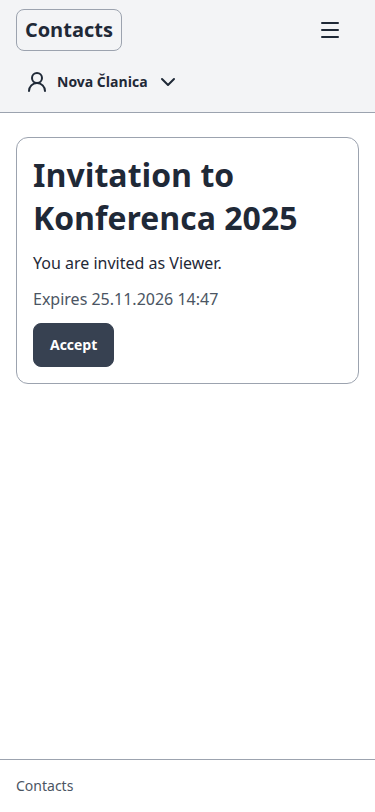 Contacts
Nova Članica
Invitation to
Konferenca 2025
You are invited as Viewer.
Expires 25.11.2026 14:47
Accept
Contacts